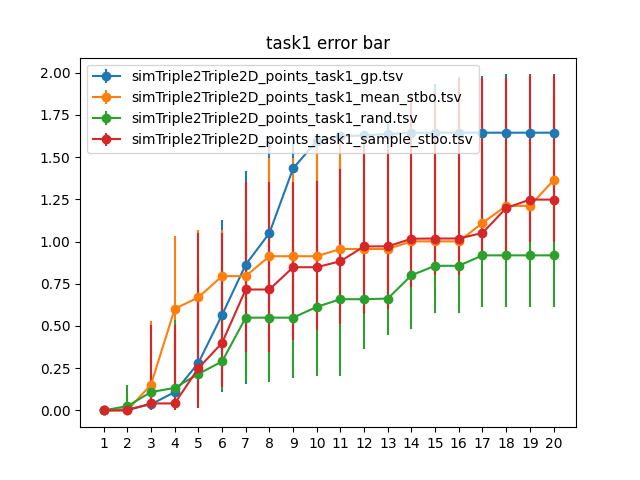 task1 error bar
simTriple2Triple2D_points_task1_gp.tsv
simTriple2Triple2D_points_task1_mean_stbo.tsv
simTriple2Triple2D_points_task1_rand.tsv
simTriple2Triple2D_points_task1_sample_stbo.tsv
2.00
1.75
1.50
1.25
1.00
0.75
0.50
0.25
0.00
1 2 3 4 5 6 7 8 9 10 11 12 13 14 15 16 17 18 19 20